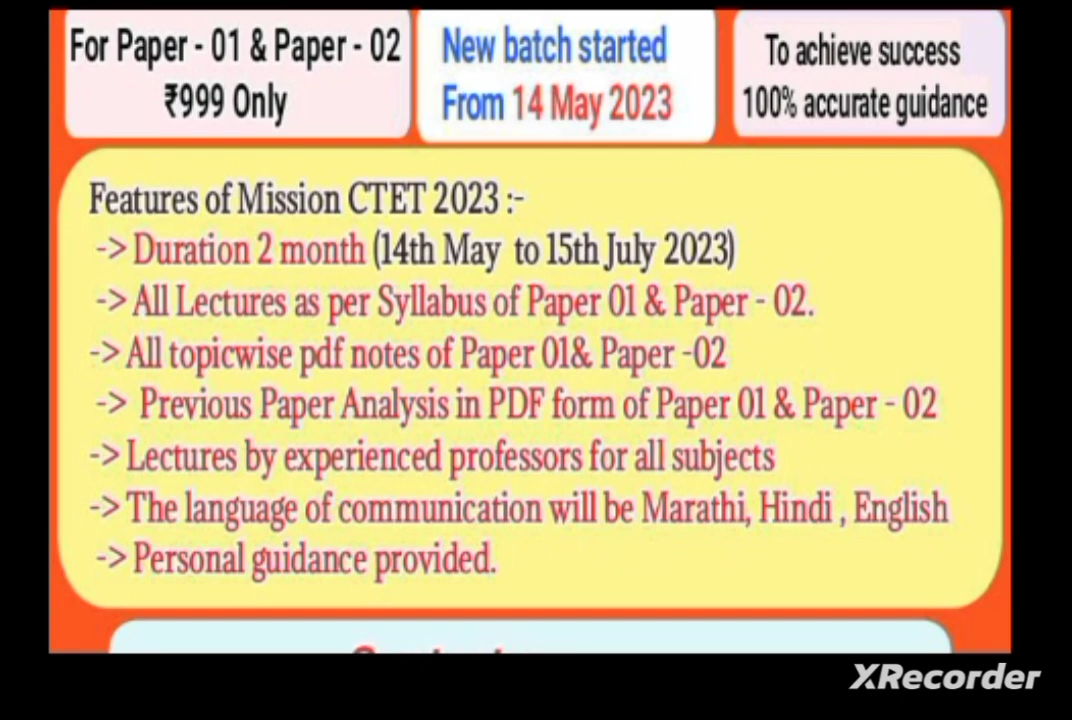 For Paper - 01 & Paper - 02
₹999 Only
New batch started
From 14 May 2023
To achieve success
100% accurate guidance
Features of Mission CTET 2023 :-
-> Duration 2 month (14th May to 15th July 2023)
-> All Lectures as per Syllabus of Paper 01 & Paper - 02.
-> All topicwise pdf notes of Paper 01& Paper -02
-> Previous Paper Analysis in PDF form of Paper 01 & Paper - 02
-> Lectures by experienced professors for all subjects
-> The language of communication will be Marathi, Hindi , English
-> Personal guidance provided.
XRecorder